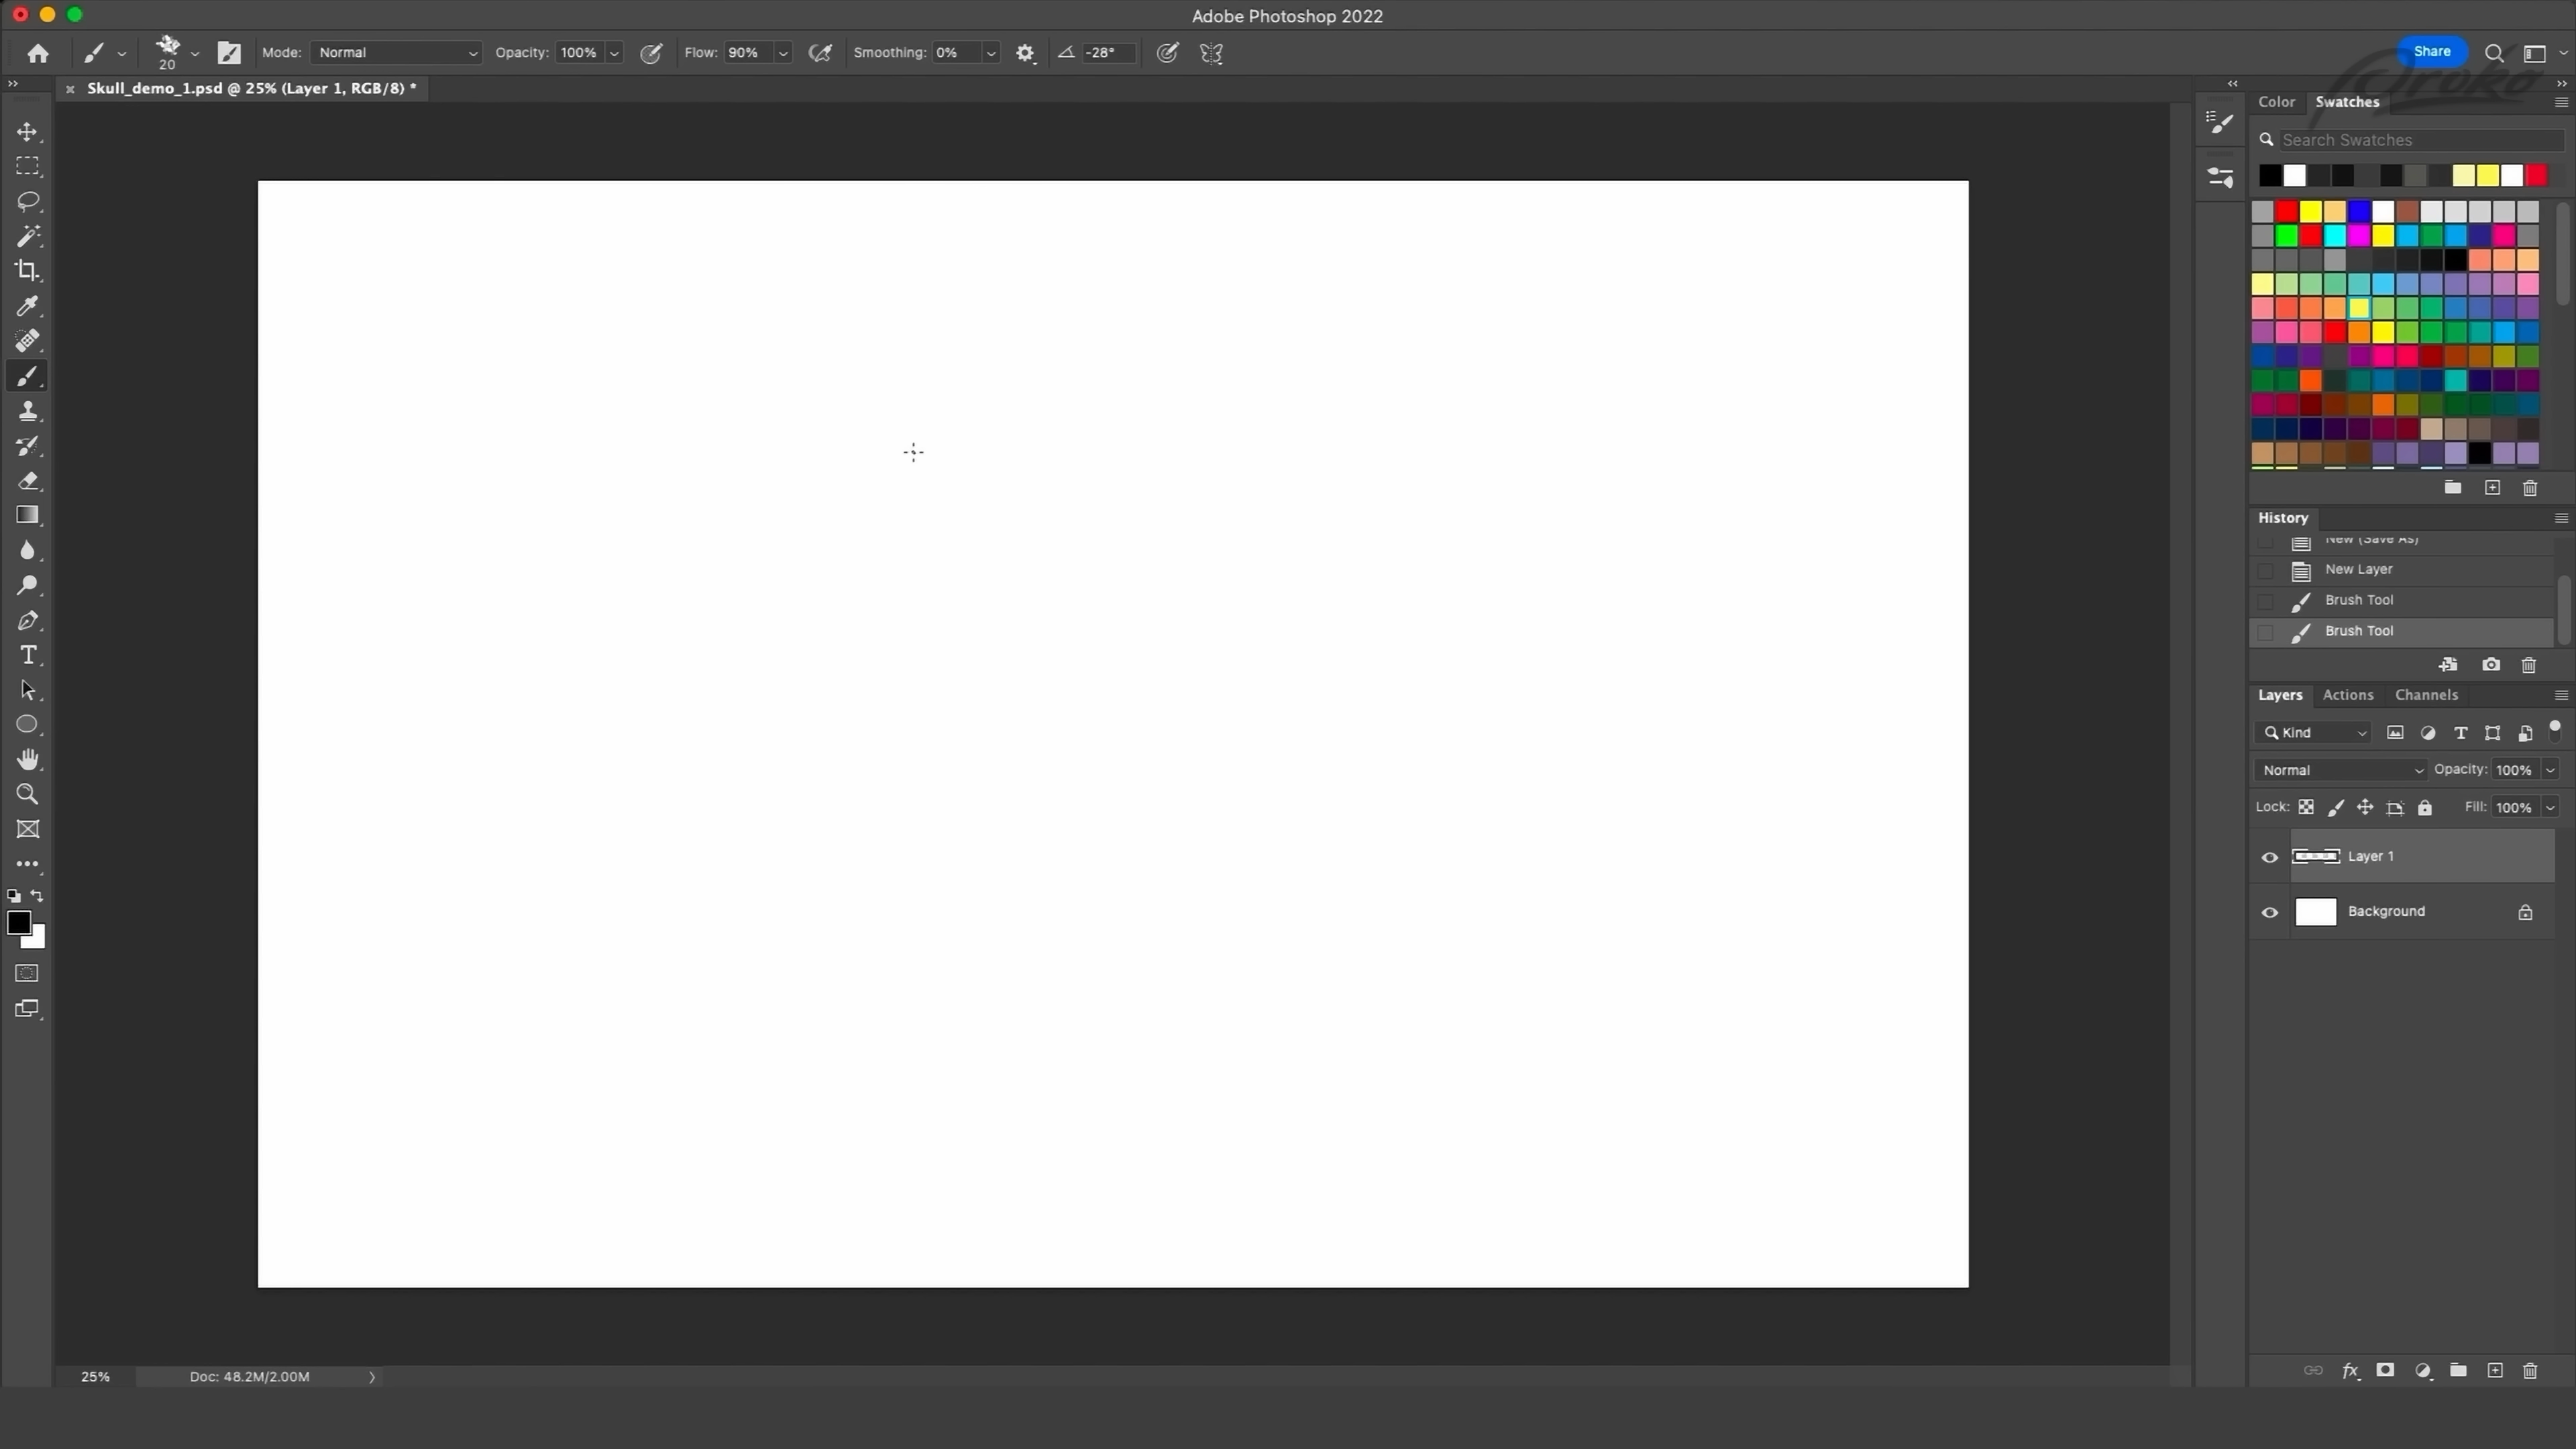 Adobe Photoshop 2022
20 Mode: Normal Opacity: 100% Flow: 90% Smoothing: 0% -28° Share
Proko
Skull_demo_1.psd @ 25% (Layer 1, RGB/8) *
Color Swatches
Search Swatches
History
New (Save As)
New Layer
Brush Tool
Brush Tool
Layers Actions Channels
Kind
Normal Opacity: 100%
Lock: Fill: 100%
Layer 1
Background
25% Doc: 48.2M/2.00M